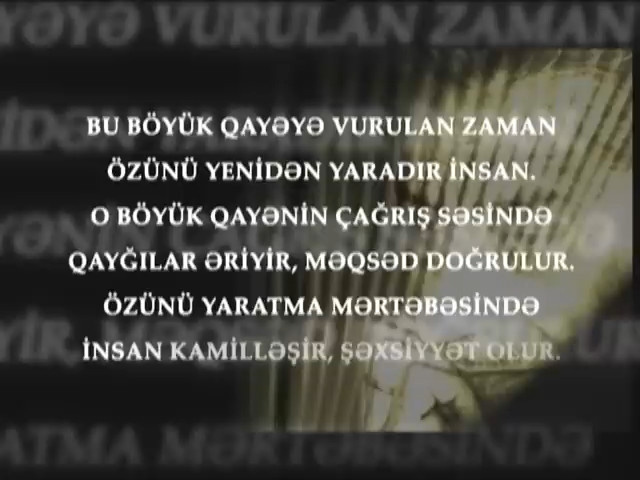 BU BÖYÜK QAYƏYƏ VURULAN ZAMAN
ÖZÜNÜ YENİDƏN YARADIR İNSAN.
O BÖYÜK QAYƏNİN ÇAĞRIŞ SƏSİNDƏ
QAYĞILAR ƏRİYİR, MƏQSƏD DOĞRULUR.
ÖZÜNÜ YARATMA MƏRTƏBƏSİNDƏ
İNSAN KAMİLLƏŞİR, ŞƏXSİYYƏT OLUR.